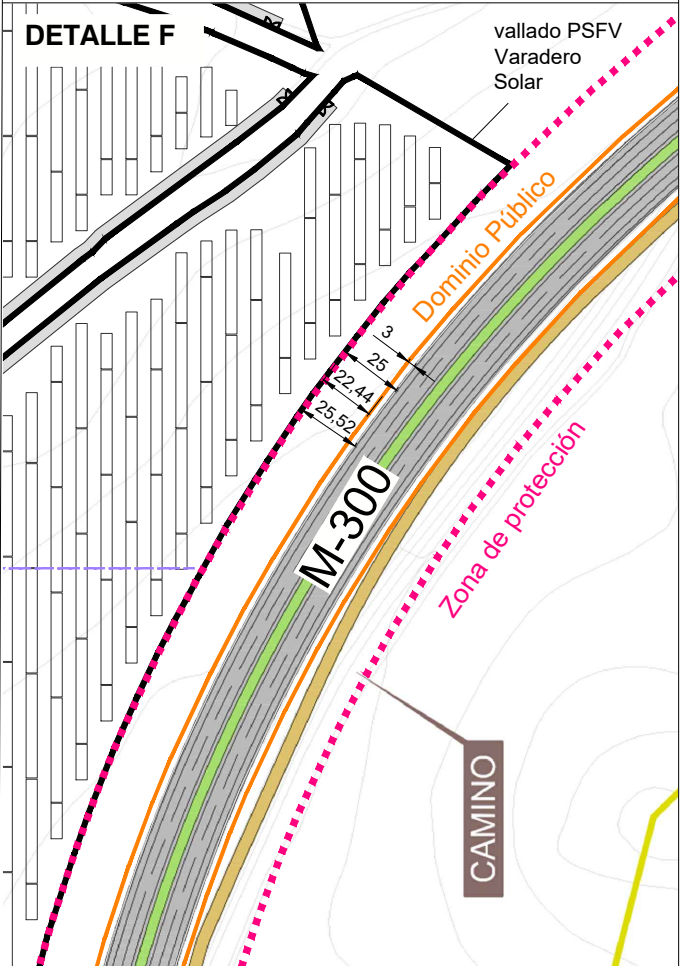 DETALLE F
vallado PSFV
Varadero
Solar
Dominio Público
3
25
22,44
25,52
M-300
Zona de protección
CAMINO